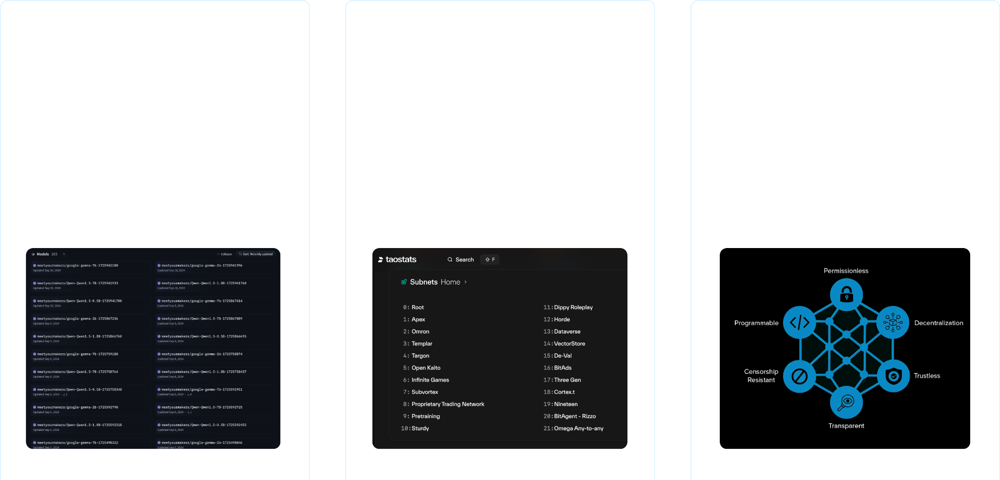 Models 103
Collapse
Sort: Recently updated
meetyourmakers/google-gemma-7b-1725942180
Updated Sep 10, 2024
meetyourmakers/google-gemma-2b-1725941996
Updated Sep 10, 2024
meetyourmakers/Qwen-Qwen1.5-7B-1725941933
Updated Sep 10, 2024
meetyourmakers/Qwen-Qwen1.5-1.8B-1725941760
Updated Sep 10, 2024
meetyourmakers/Qwen-Qwen1.5-0.5B-1725941700
Updated Sep 10, 2024
meetyourmakers/google-gemma-7b-1725867414
Updated Sep 9, 2024
meetyourmakers/google-gemma-2b-1725867236
Updated Sep 9, 2024
meetyourmakers/Qwen-Qwen1.5-7B-1725867089
Updated Sep 9, 2024
meetyourmakers/Qwen-Qwen1.5-1.8B-1725866760
Updated Sep 9, 2024
meetyourmakers/Qwen-Qwen1.5-0.5B-1725866695
Updated Sep 9, 2024
meetyourmakers/google-gemma-7b-1725759188
Updated Sep 8, 2024
meetyourmakers/google-gemma-2b-1725758874
Updated Sep 8, 2024
meetyourmakers/Qwen-Qwen1.5-7B-1725758764
Updated Sep 8, 2024
meetyourmakers/Qwen-Qwen1.5-1.8B-1725758437
Updated Sep 8, 2024
meetyourmakers/Qwen-Qwen1.5-0.5B-1725758348
Updated Sep 8, 2024 • 2
meetyourmakers/google-gemma-7b-1725592951
Updated Sep 6, 2024 • 4
meetyourmakers/google-gemma-2b-1725592790
Updated Sep 6, 2024
meetyourmakers/Qwen-Qwen1.5-7B-1725592725
Updated Sep 6, 2024 • 2
meetyourmakers/Qwen-Qwen1.5-1.8B-1725592518
Updated Sep 6, 2024
meetyourmakers/Qwen-Qwen1.5-0.5B-1725592455
Updated Sep 6, 2024
meetyourmakers/google-gemma-7b-1725498322
Updated Sep 5, 2024
meetyourmakers/google-gemma-2b-1725498046
Updated Sep 5, 2024
taostats
Search
F
Subnets Home
0: Root
1: Apex
2: Omron
3: Templar
4: Targon
5: Open Kaito
6: Infinite Games
7: Subvortex
8: Proprietary Trading Network
9: Pretraining
10: Sturdy
11: Dippy Roleplay
12: Horde
13: Dataverse
14: VectorStore
15: De-Val
16: BitAds
17: Three Gen
18: Cortex.t
19: Nineteen
20: BitAgent - Rizzo
21: Omega Any-to-any
Permissionless
Programmable
Decentralization
Censorship
Resistant
Trustless
Transparent